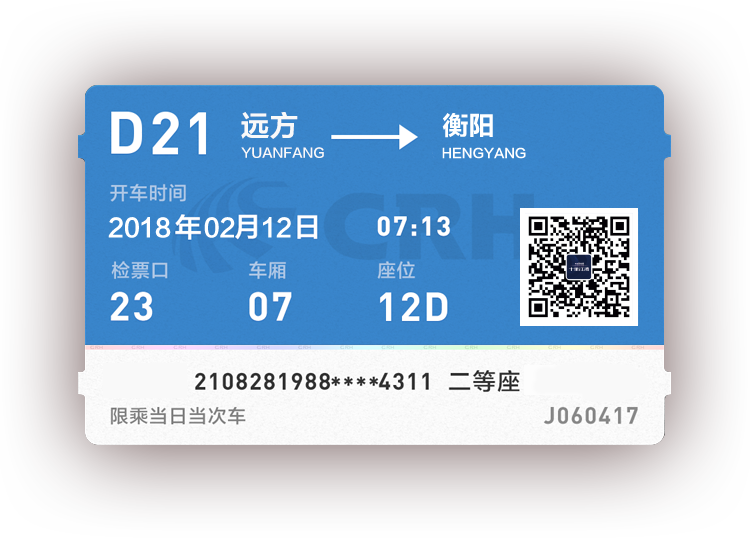 D21 远方 衡阳
YUANFANG HENGYANG
开车时间
2018年02月12日 07:13
CRH
检票口 车厢 座位
23 07 12D
2108281988****4311 二等座
限乘当日当次车
J060417